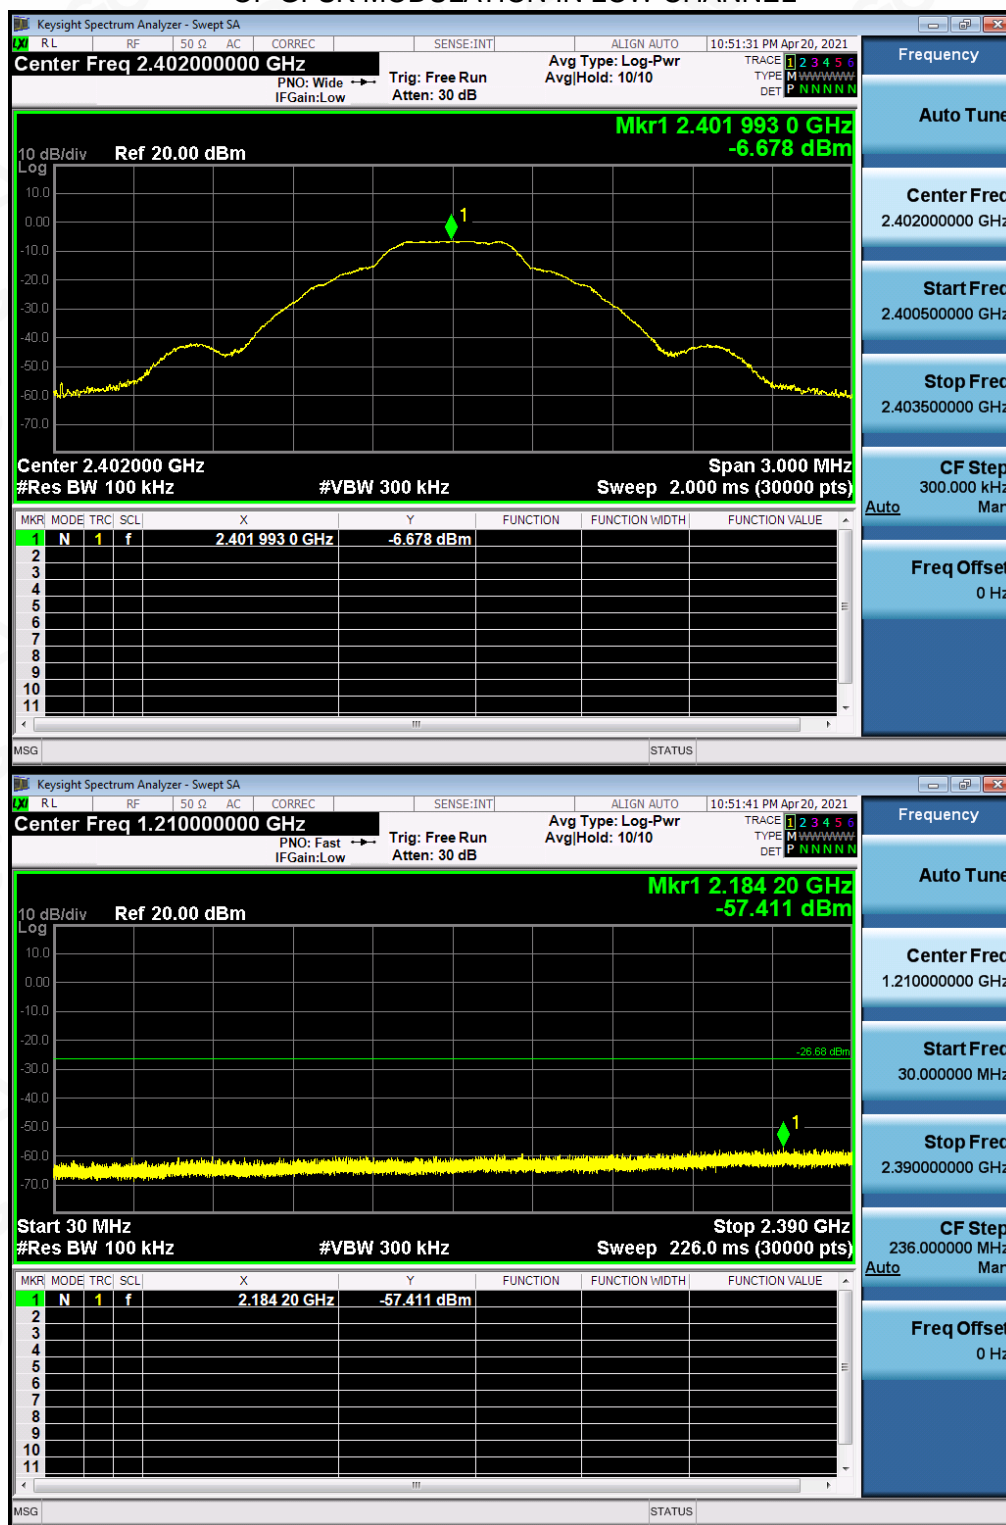 OF GFSK MODULATION IN LOW CHANNEL
Keysight Spectrum Analyzer - Swept SA
LXI RL RF 50 Ω AC CORREC SENSE:INT ALIGN AUTO 10:51:31 PM Apr 20, 2021
Center Freq 2.402000000 GHz
PNO: Wide
IFGain:Low
Trig: Free Run
Atten: 30 dB
Avg Type: Log-Pwr
Avg|Hold: 10/10
TRACE 1 2 3 4 5 6
TYPE M WWWWW
DET P N N N N N
Mkr1 2.401 993 0 GHz
-6.678 dBm
10 dB/div Ref 20.00 dBm
Log
10.0
0.00
-10.0
-20.0
-30.0
-40.0
-50.0
-60.0
-70.0
1
Center 2.402000 GHz Span 3.000 MHz
#Res BW 100 kHz #VBW 300 kHz Sweep 2.000 ms (30000 pts)
MKR MODE TRC SCL X Y FUNCTION FUNCTION WIDTH FUNCTION VALUE
1 N 1 f 2.401 993 0 GHz -6.678 dBm
2
3
4
5
6
7
8
9
10
11
MSG STATUS
Frequency
Auto Tune
Center Freq
2.402000000 GHz
Start Freq
2.400500000 GHz
Stop Freq
2.403500000 GHz
CF Step
300.000 kHz
Auto Man
Freq Offset
0 Hz
Keysight Spectrum Analyzer - Swept SA
LXI RL RF 50 Ω AC CORREC SENSE:INT ALIGN AUTO 10:51:41 PM Apr 20, 2021
Center Freq 1.210000000 GHz
PNO: Fast
IFGain:Low
Trig: Free Run
Atten: 30 dB
Avg Type: Log-Pwr
Avg|Hold: 10/10
TRACE 1 2 3 4 5 6
TYPE M WWWWW
DET P N N N N N
Mkr1 2.184 20 GHz
-57.411 dBm
10 dB/div Ref 20.00 dBm
Log
10.0
0.00
-10.0
-20.0
-30.0
-40.0
-50.0
-60.0
-70.0
-26.68 dBm
1
Start 30 MHz Stop 2.390 GHz
#Res BW 100 kHz #VBW 300 kHz Sweep 226.0 ms (30000 pts)
MKR MODE TRC SCL X Y FUNCTION FUNCTION WIDTH FUNCTION VALUE
1 N 1 f 2.184 20 GHz -57.411 dBm
2
3
4
5
6
7
8
9
10
11
MSG STATUS
Frequency
Auto Tune
Center Freq
1.210000000 GHz
Start Freq
30.000000 MHz
Stop Freq
2.390000000 GHz
CF Step
236.000000 MHz
Auto Man
Freq Offset
0 Hz